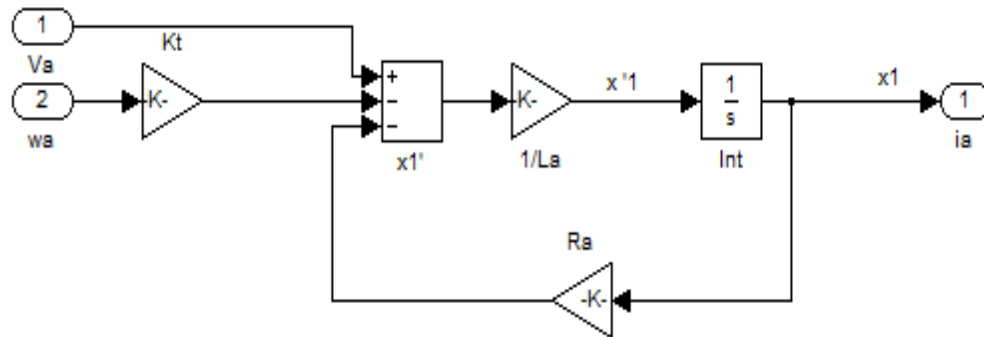 1
Va
2
wa
Kt
K-
+
−
−
x1'
K-
1/La
x '1
1
s
Int
x1
1
ia
Ra
-K-